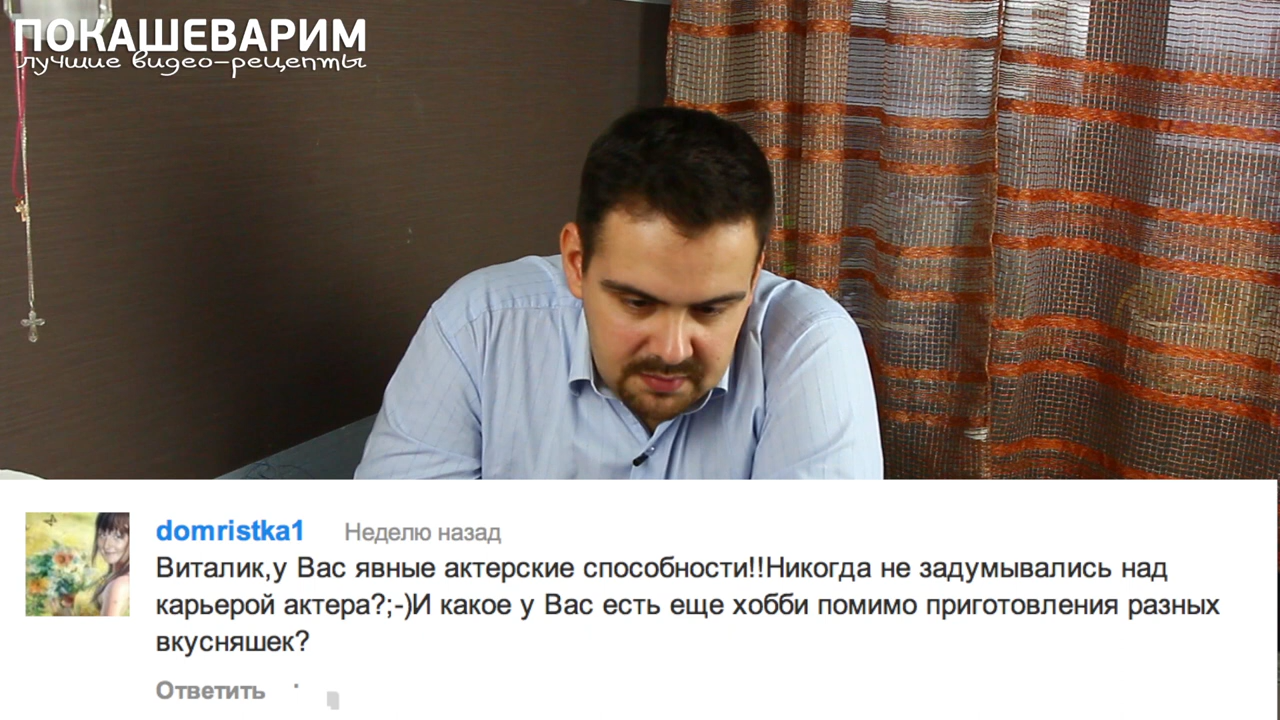 ПОКАШЕВАРИМ
лучшие видео-рецепты
domristka1 Неделю назад
Виталик,у Вас явные актерские способности!!Никогда не задумывались над
карьерой актера?;-)И какое у Вас есть еще хобби помимо приготовления разных
вкусняшек?
Ответить